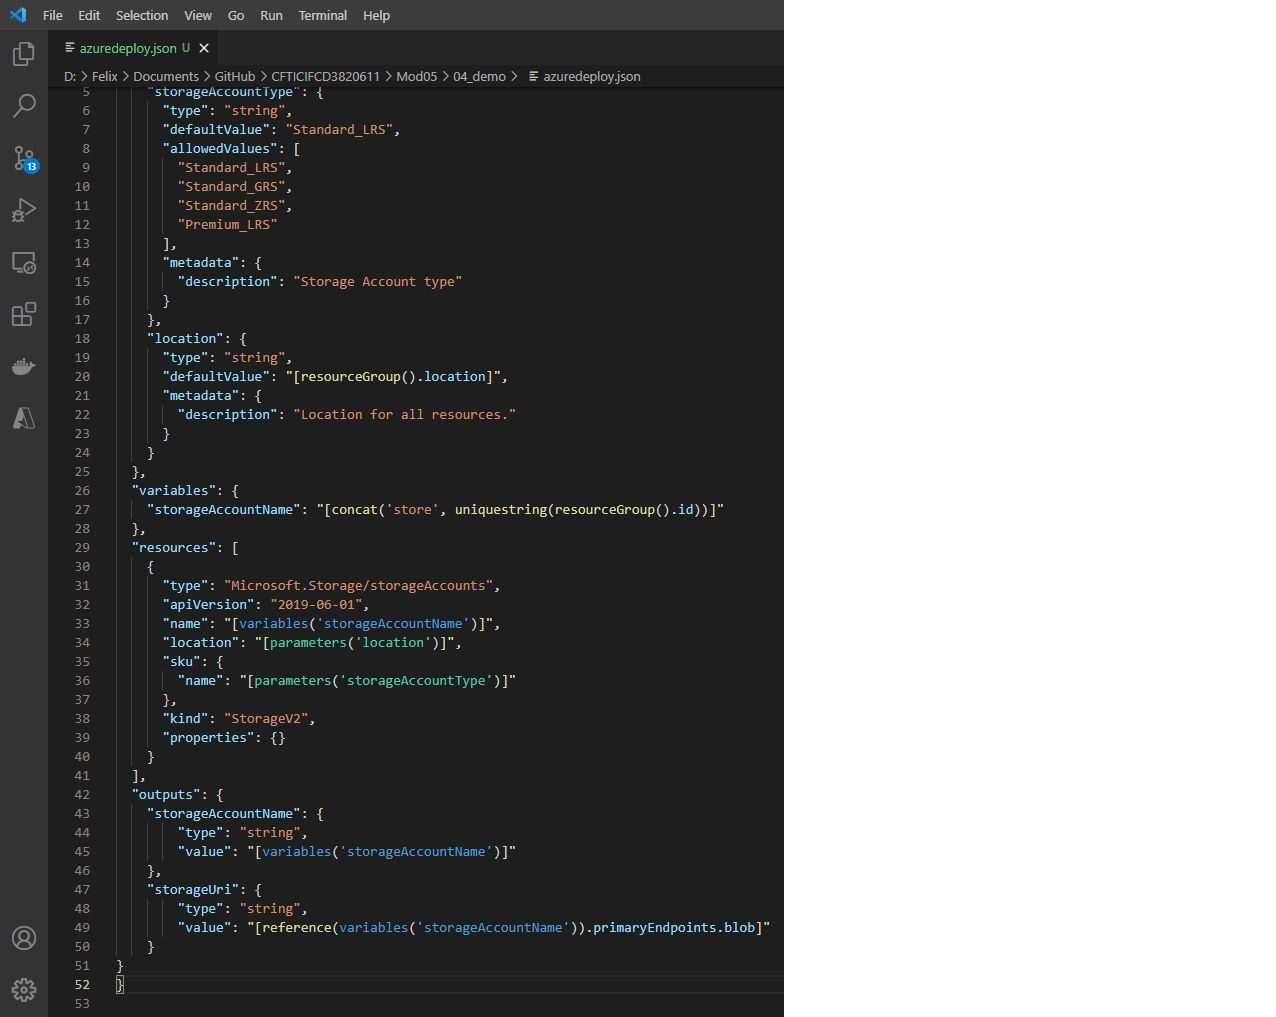 File Edit Selection View Go Run Terminal Help
azuredeploy.json U
D: > Felix > Documents > GitHub > CFTICIFCD3820611 > Mod05 > 04_demo > azuredeploy.json
5 "storageAccountType": {
6 "type": "string",
7 "defaultValue": "Standard_LRS",
8 "allowedValues": [
9 "Standard_LRS",
10 "Standard_GRS",
11 "Standard_ZRS",
12 "Premium_LRS"
13 ],
14 "metadata": {
15 "description": "Storage Account type"
16 }
17 },
18 "location": {
19 "type": "string",
20 "defaultValue": "[resourceGroup().location]",
21 "metadata": {
22 "description": "Location for all resources."
23 }
24 }
25 },
26 "variables": {
27 "storageAccountName": "[concat('store', uniquestring(resourceGroup().id))]"
28 },
29 "resources": [
30 {
31 "type": "Microsoft.Storage/storageAccounts",
32 "apiVersion": "2019-06-01",
33 "name": "[variables('storageAccountName')]",
34 "location": "[parameters('location')]",
35 "sku": {
36 "name": "[parameters('storageAccountType')]"
37 },
38 "kind": "StorageV2",
39 "properties": {}
40 }
41 ],
42 "outputs": {
43 "storageAccountName": {
44 "type": "string",
45 "value": "[variables('storageAccountName')]"
46 },
47 "storageUri": {
48 "type": "string",
49 "value": "[reference(variables('storageAccountName')).primaryEndpoints.blob]"
50 }
51 }
52 }
53
13